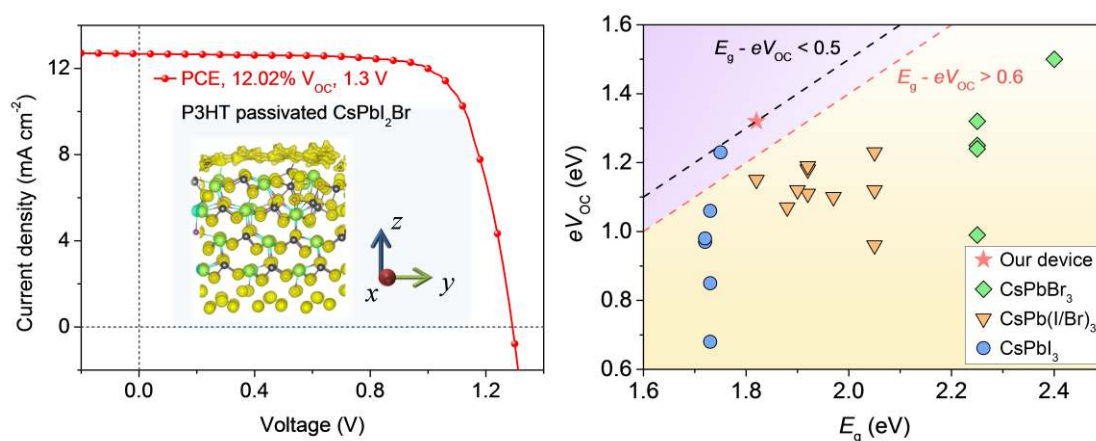 Current density (mA cm⁻²)
12
8
4
0
PCE, 12.02% V_OC, 1.3 V
P3HT passivated CsPbI₂Br
z
x
y
0.0
0.4
0.8
1.2
Voltage (V)
eV_OC (eV)
1.6
1.4
1.2
1.0
0.8
0.6
E_g - eV_OC < 0.5
E_g - eV_OC > 0.6
Our device
CsPbBr₃
CsPb(I/Br)₃
CsPbI₃
1.6
1.8
2.0
2.2
2.4
E_g (eV)